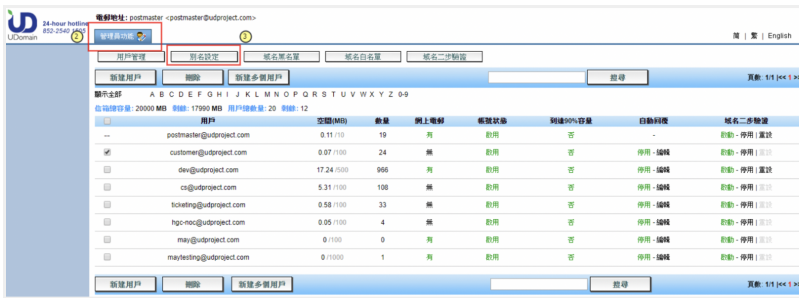 電郵地址: postmaster <postmaster@udproject.com>
UDomain
24-hour hotline
852-2540
2 管理員功能
3
简 | 繁 | English
用戶管理 別名設定 域名黑名單 域名白名單 域名二步驗證
新建用戶 刪除 新建多個用戶 搜尋 頁數: 1/1 |<< 1 >>
顯示全部 A B C D E F G H I J K L M N O P Q R S T U V W X Y Z 0-9
信箱總容量: 20000 MB 剩餘: 17990 MB 用戶總數量: 20 剩餘: 12
用戶 空間(MB) 數量 網上電郵 帳號狀態 到達90%容量 自動回覆 域名二步驗證
-- postmaster@udproject.com 0.11 /10 19 有 啟用 否 - 啟動 - 停用 | 重設
customer@udproject.com 0.07 /100 24 無 啟用 否 停用 - 編輯 啟動 - 停用 | 重設
dev@udproject.com 17.24 /500 966 有 啟用 否 停用 - 編輯 啟動 - 停用 | 重設
cs@udproject.com 5.31 /100 108 無 啟用 否 停用 - 編輯 啟動 - 停用 | 重設
ticketing@udproject.com 0.58 /100 33 無 啟用 否 停用 - 編輯 啟動 - 停用 | 重設
hgc-noc@udproject.com 0.05 /100 4 無 啟用 否 停用 - 編輯 啟動 - 停用 | 重設
may@udproject.com 0 /100 0 有 啟用 否 停用 - 編輯 啟動 - 停用 | 重設
maytesting@udproject.com 0 /1000 1 有 啟用 否 停用 - 編輯 啟動 - 停用 | 重設
新建用戶 刪除 新建多個用戶 搜尋 頁數: 1/1 |<< 1 >>